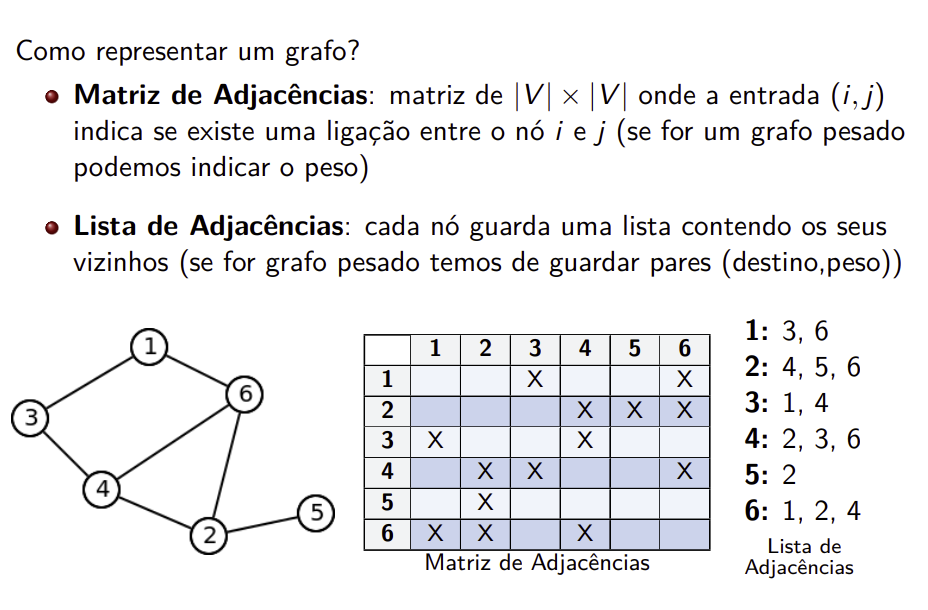 Como representar um grafo?
Matriz de Adjacências: matriz de |V| × |V| onde a entrada (i, j)
indica se existe uma ligação entre o nó i e j (se for um grafo pesado
podemos indicar o peso)
Lista de Adjacências: cada nó guarda uma lista contendo os seus
vizinhos (se for grafo pesado temos de guardar pares (destino,peso))
1
6
3
4
5
2
1 2 3 4 5 6
1 X X
2 X X X
3 X X
4 X X X
5 X
6 X X X
Matriz de Adjacências
1: 3, 6
2: 4, 5, 6
3: 1, 4
4: 2, 3, 6
5: 2
6: 1, 2, 4
Lista de
Adjacências